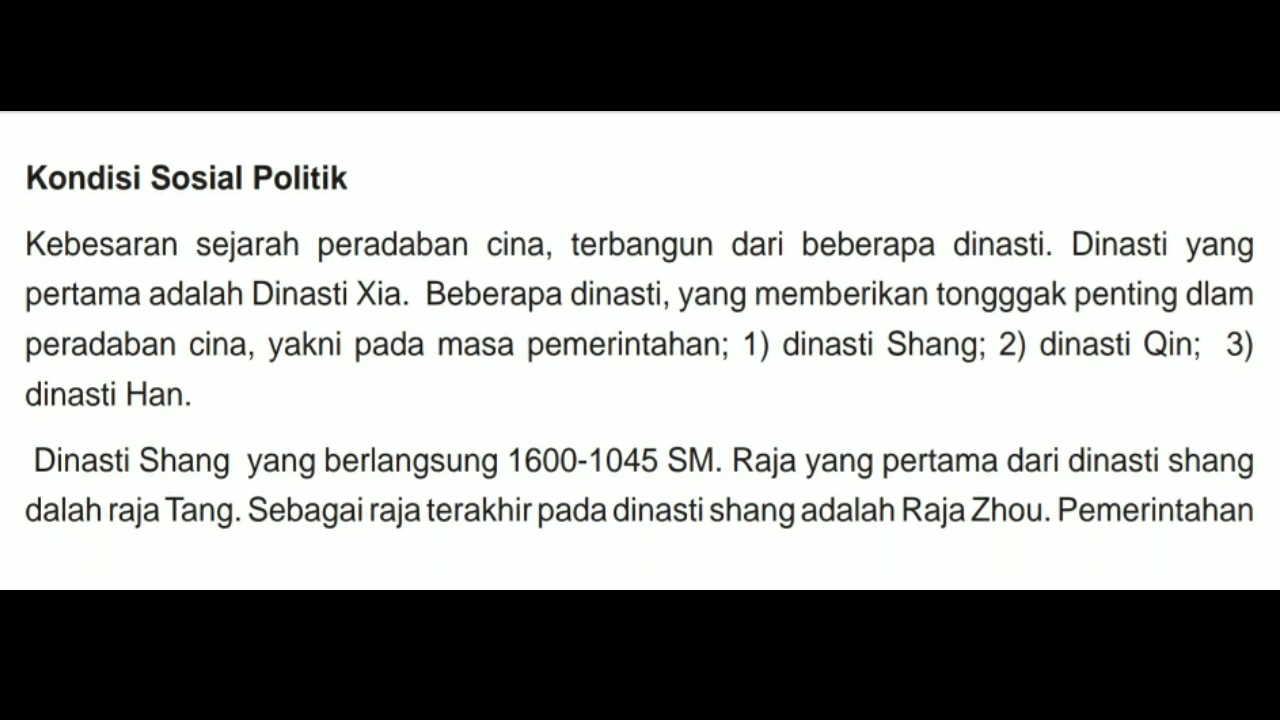 Kondisi Sosial Politik
Kebesaran sejarah peradaban cina, terbangun dari beberapa dinasti. Dinasti yang
pertama adalah Dinasti Xia.  Beberapa dinasti, yang memberikan tongggak penting dlam
peradaban cina, yakni pada masa pemerintahan; 1) dinasti Shang; 2) dinasti Qin;  3)
dinasti Han.
Dinasti Shang  yang berlangsung 1600-1045 SM. Raja yang pertama dari dinasti shang
dalah raja Tang. Sebagai raja terakhir pada dinasti shang adalah Raja Zhou. Pemerintahan